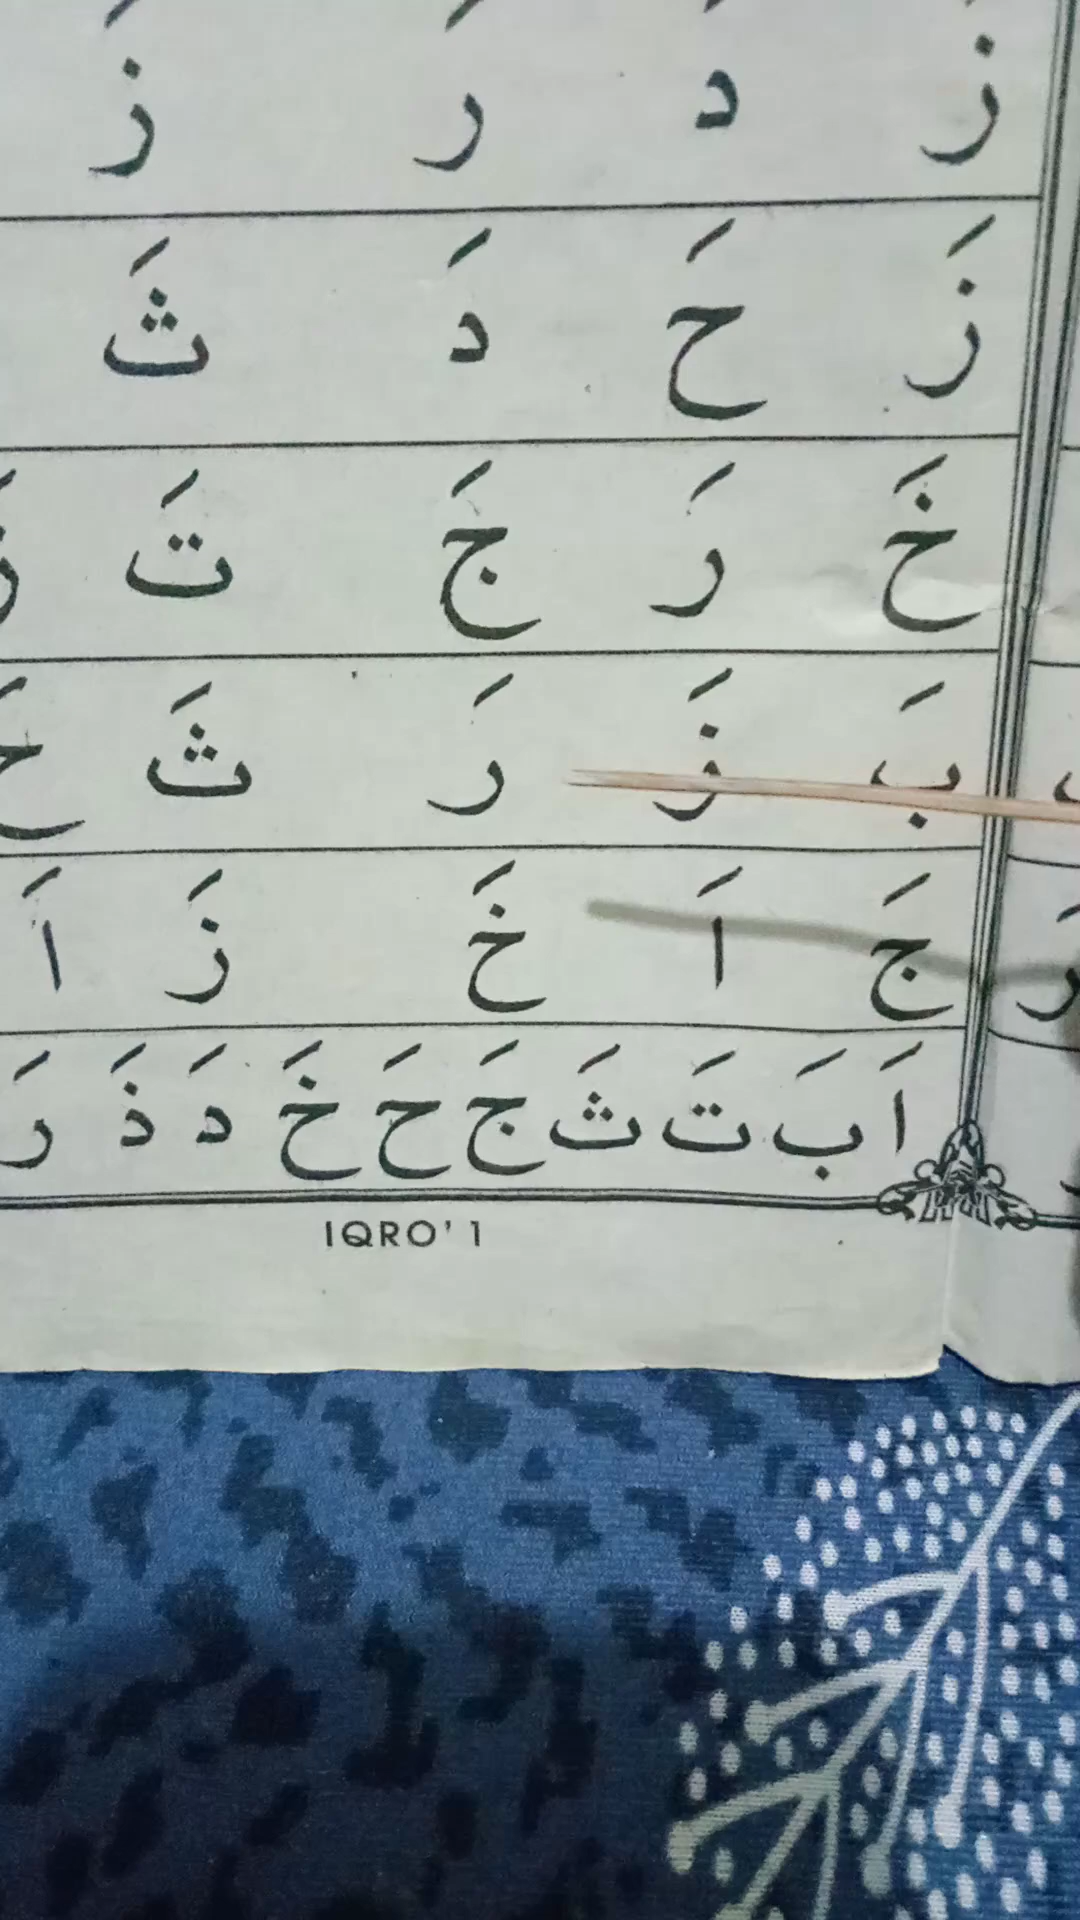 زَ دَ رَ زَ
زَ حَ دَ ثَ
خَ رَ جَ تَ
بَ زَ رَ ثَ حَ
جَ اَ خَ زَ اَ
اَ بَ تَ ثَ جَ حَ خَ دَ ذَ رَ
IQRO' 1